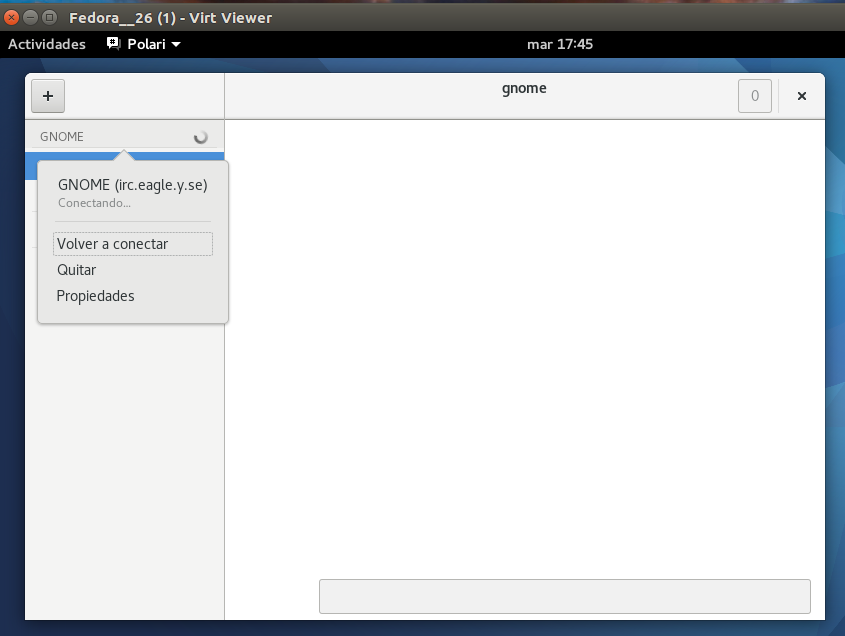 Fedora__26 (1) - Virt Viewer
Actividades
Polari
mar 17:45
+
gnome
0
GNOME
GNOME (irc.eagle.y.se)
Conectando...
Volver a conectar
Quitar
Propiedades